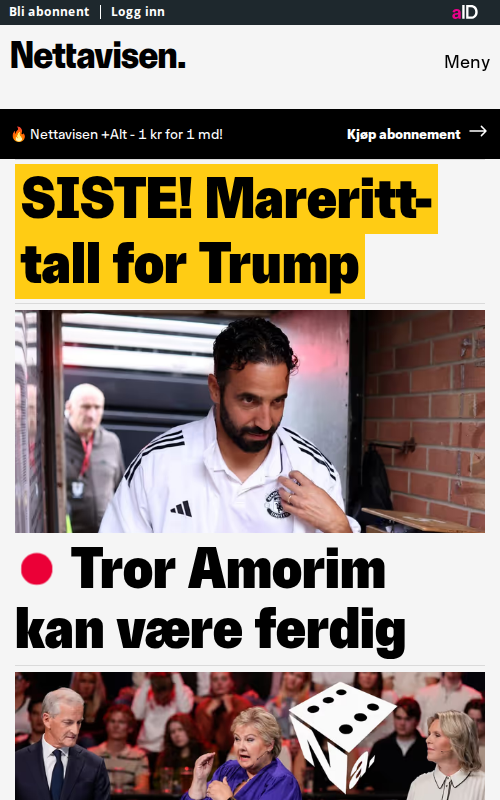 Bli abonnent | Logg inn
aID
Nettavisen.
Meny
🔥 Nettavisen +Alt - 1 kr for 1 md!
Kjøp abonnement →
SISTE! Mareritt-
tall for Trump
Tror Amorim
kan være ferdig
Na.